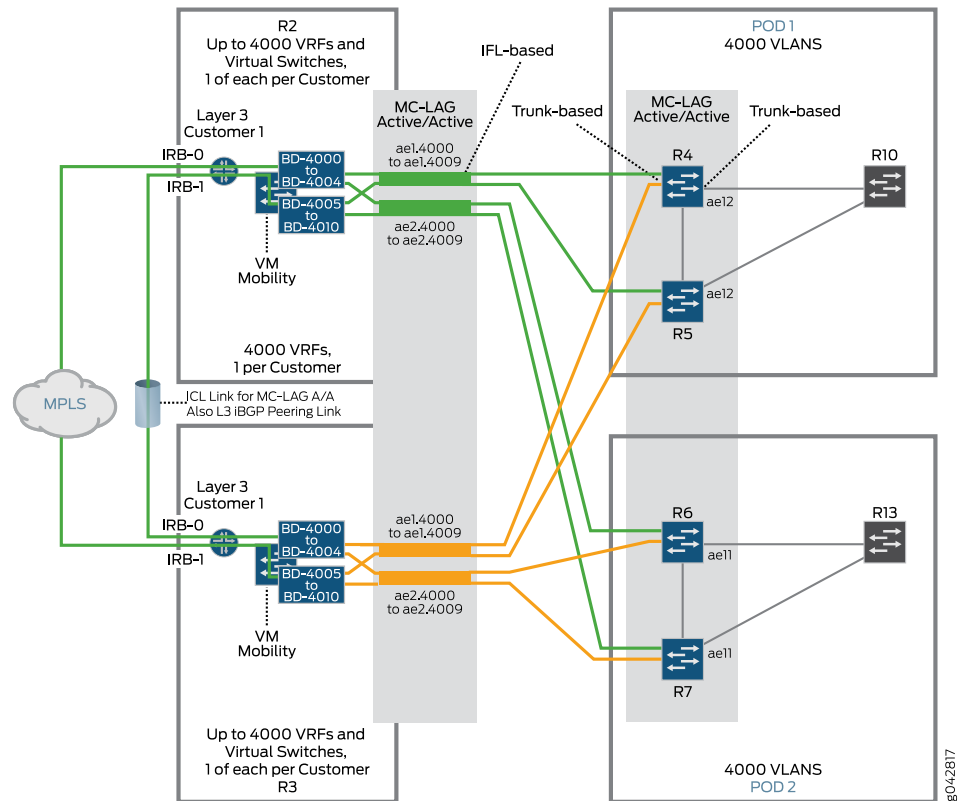 R2
Up to 4000 VRFs and
Virtual Switches,
1 of each per Customer
IFL-based
POD 1
4000 VLANS
Layer 3
Customer 1
MC-LAG
Active/Active
Trunk-based
MC-LAG
Active/Active
Trunk-based
IRB-0
IRB-1
BD-4000
to
BD-4004
BD-4005
to
BD-4010
ae1.4000
to ae1.4009
ae2.4000
to ae2.4009
R4
ae12
R10
VM
Mobility
ae12
R5
4000 VRFs,
1 per Customer
MPLS
ICL Link for MC-LAG A/A
Also L3 iBGP Peering Link
Layer 3
Customer 1
IRB-0
IRB-1
BD-4000
to
BD-4004
BD-4005
to
BD-4010
ae1.4000
to ae1.4009
ae2.4000
to ae2.4009
R6
ae11
R13
VM
Mobility
ae11
R7
Up to 4000 VRFs and
Virtual Switches,
1 of each per Customer
R3
4000 VLANS
POD 2
g042817